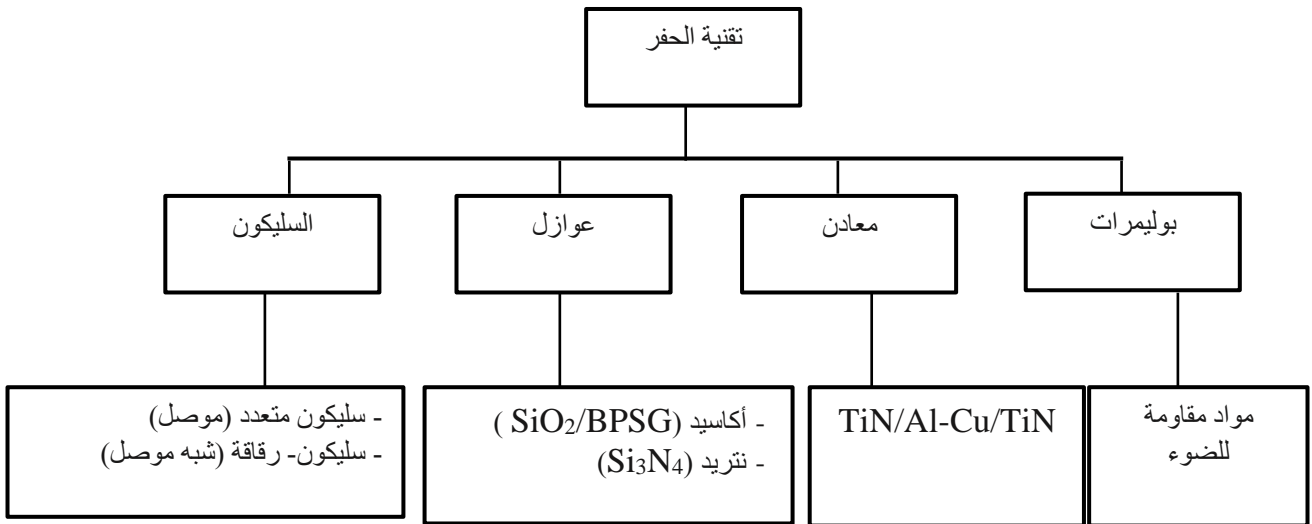 تقنية الحفر
بوليمرات
معادن
عوازل
السليكون
مواد مقاومة
للضوء
TiN/Al-Cu/TiN
- أكاسيد (SiO2/BPSG )
- نتريد (Si3N4)
- سليكون متعدد (موصل)
- سليكون- رقاقة (شبه موصل)